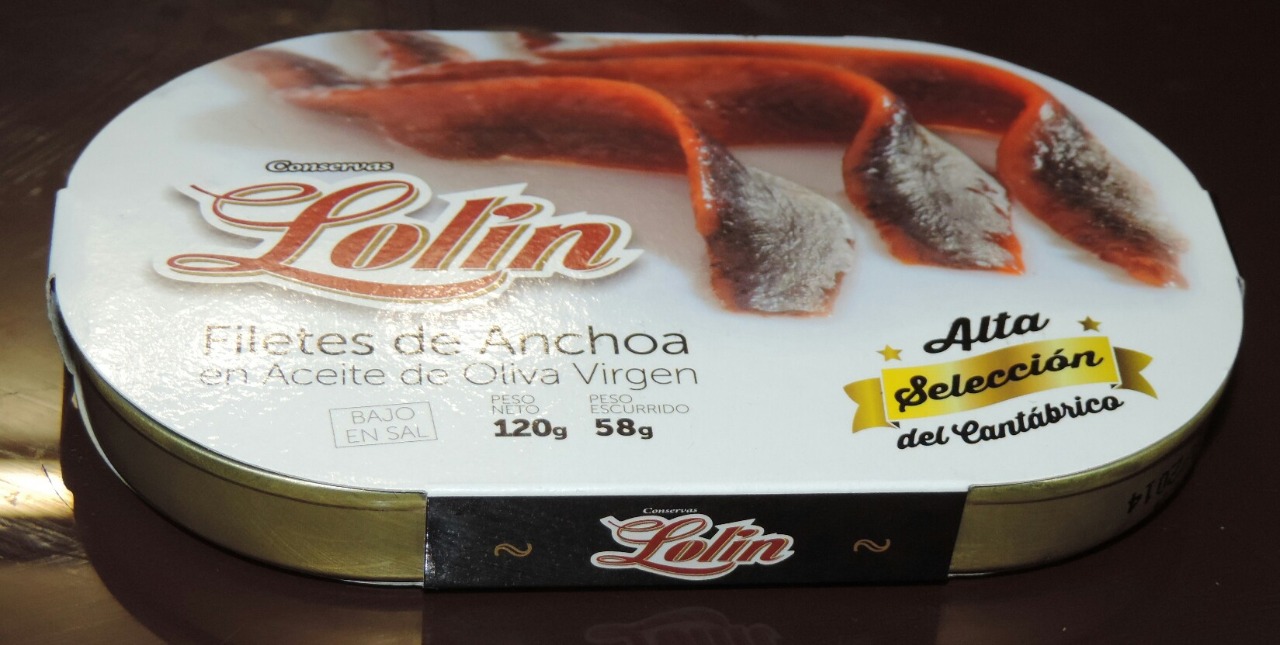 Conservas
Lolin
Filetes de Anchoa
en Aceite de Oliva Virgen
BAJO
EN SAL
PESO
NETO
120g
PESO
ESCURRIDO
58g
Alta
Selección
del Cantábrico
Conservas
Lolin